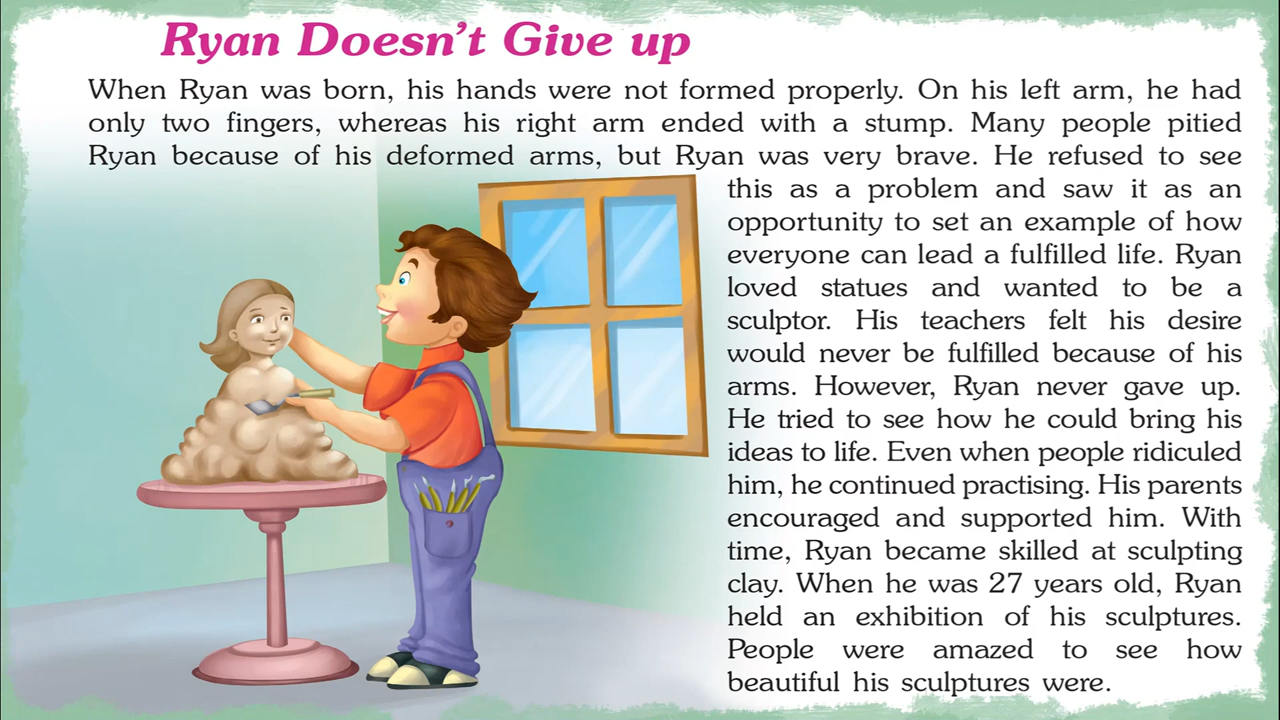 Ryan Doesn't Give up
When Ryan was born, his hands were not formed properly. On his left arm, he had
only two fingers, whereas his right arm ended with a stump. Many people pitied
Ryan because of his deformed arms, but Ryan was very brave. He refused to see
this as a problem and saw it as an
opportunity to set an example of how
everyone can lead a fulfilled life. Ryan
loved statues and wanted to be a
sculptor. His teachers felt his desire
would never be fulfilled because of his
arms. However, Ryan never gave up.
He tried to see how he could bring his
ideas to life. Even when people ridiculed
him, he continued practising. His parents
encouraged and supported him. With
time, Ryan became skilled at sculpting
clay. When he was 27 years old, Ryan
held an exhibition of his sculptures.
People were amazed to see how
beautiful his sculptures were.